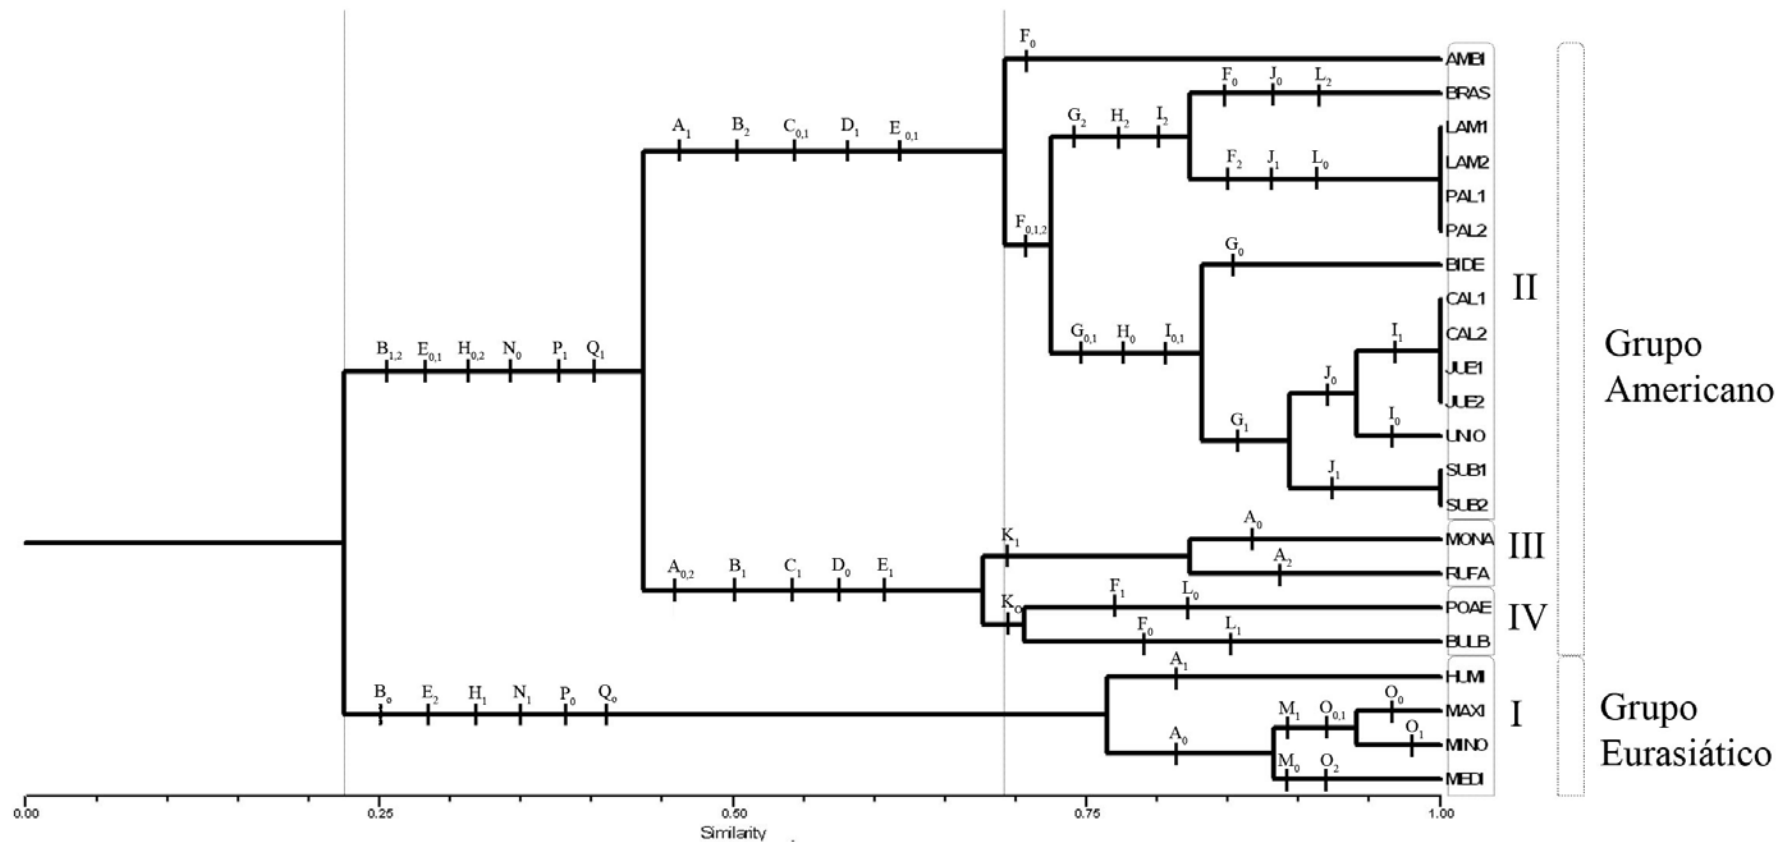 F₀
AMB1
F₀ J₀ L₂
BRAS
G₂ H₂ I₂
LAM1
A₁ B₂ C₀,₁ D₁ E₀,₁
F₂ J₁ L₀
LAM2
PAL1
F₀,₁,₂
PAL2
G₀
BIDE
II
CAL1
G₀,₁ H₀ I₀,₁
I₁
CAL2
B₁,₂ E₀,₁ H₀,₂ N₀ P₁ Q₁
J₀
JUE1
JUE2
Grupo
Americano
G₁
I₀
UNIO
J₁
SUB1
SUB2
K₁
A₀
MONA
III
A₂
RUFA
A₀,₂ B₁ C₁ D₀ E₁
K₀
F₁ L₀
POAE
IV
F₀ L₁
BULB
A₁
HUMI
B₀ E₂ H₁ N₁ P₀ Q₀
M₁ O₀,₁ O₀
MAXI
I
A₀
O₁
MINO
M₀ O₂
MEDI
Grupo
Eurasiático
0.00 0.25 0.50 0.75 1.00
Similarity